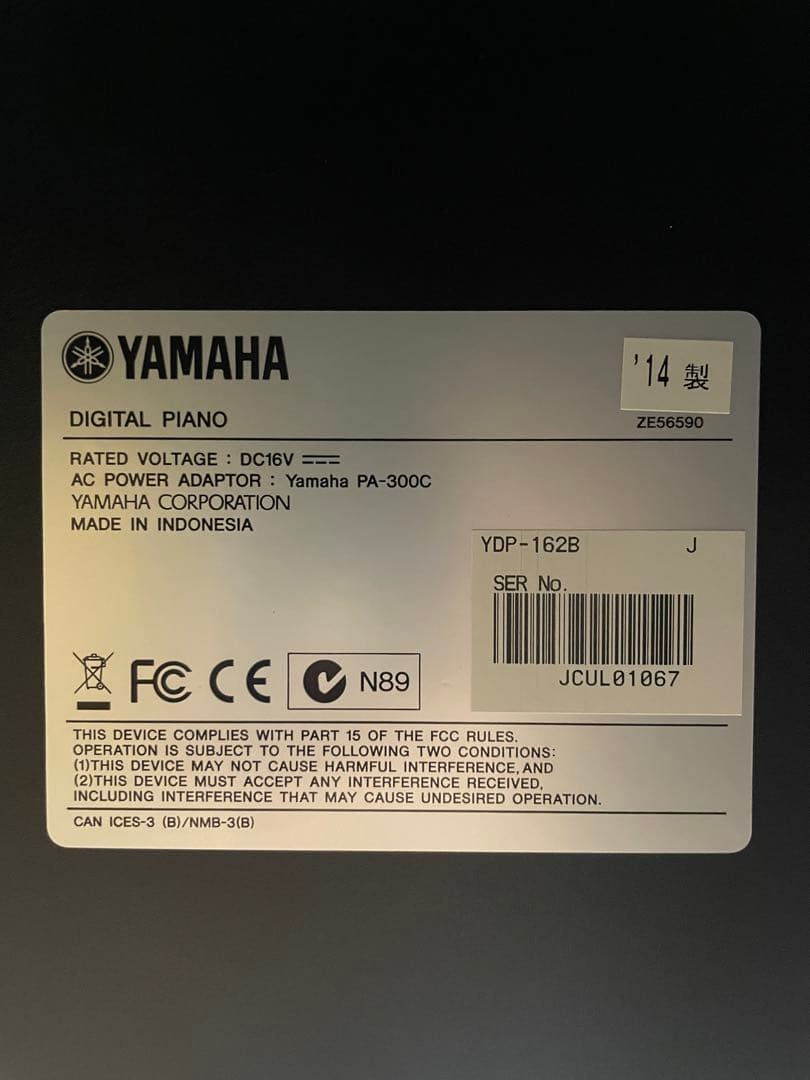 YAMAHA
'14 製
DIGITAL PIANO
ZE56590
RATED VOLTAGE : DC16V
AC POWER ADAPTOR : Yamaha PA-300C
YAMAHA CORPORATION
MADE IN INDONESIA
YDP-162B J
SER No.
JCUL01067
FC CE N89
THIS DEVICE COMPLIES WITH PART 15 OF THE FCC RULES.
OPERATION IS SUBJECT TO THE FOLLOWING TWO CONDITIONS:
(1)THIS DEVICE MAY NOT CAUSE HARMFUL INTERFERENCE, AND
(2)THIS DEVICE MUST ACCEPT ANY INTERFERENCE RECEIVED,
INCLUDING INTERFERENCE THAT MAY CAUSE UNDESIRED OPERATION.
CAN ICES-3 (B)/NMB-3(B)